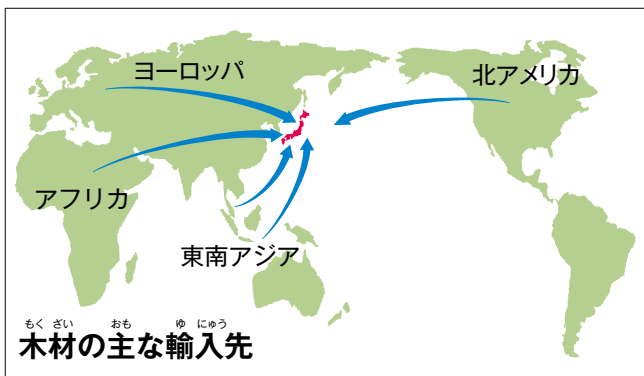 ヨーロッパ
北アメリカ
アフリカ
東南アジア
もく ざい おも ゆ にゅう
木材の主な輸入先